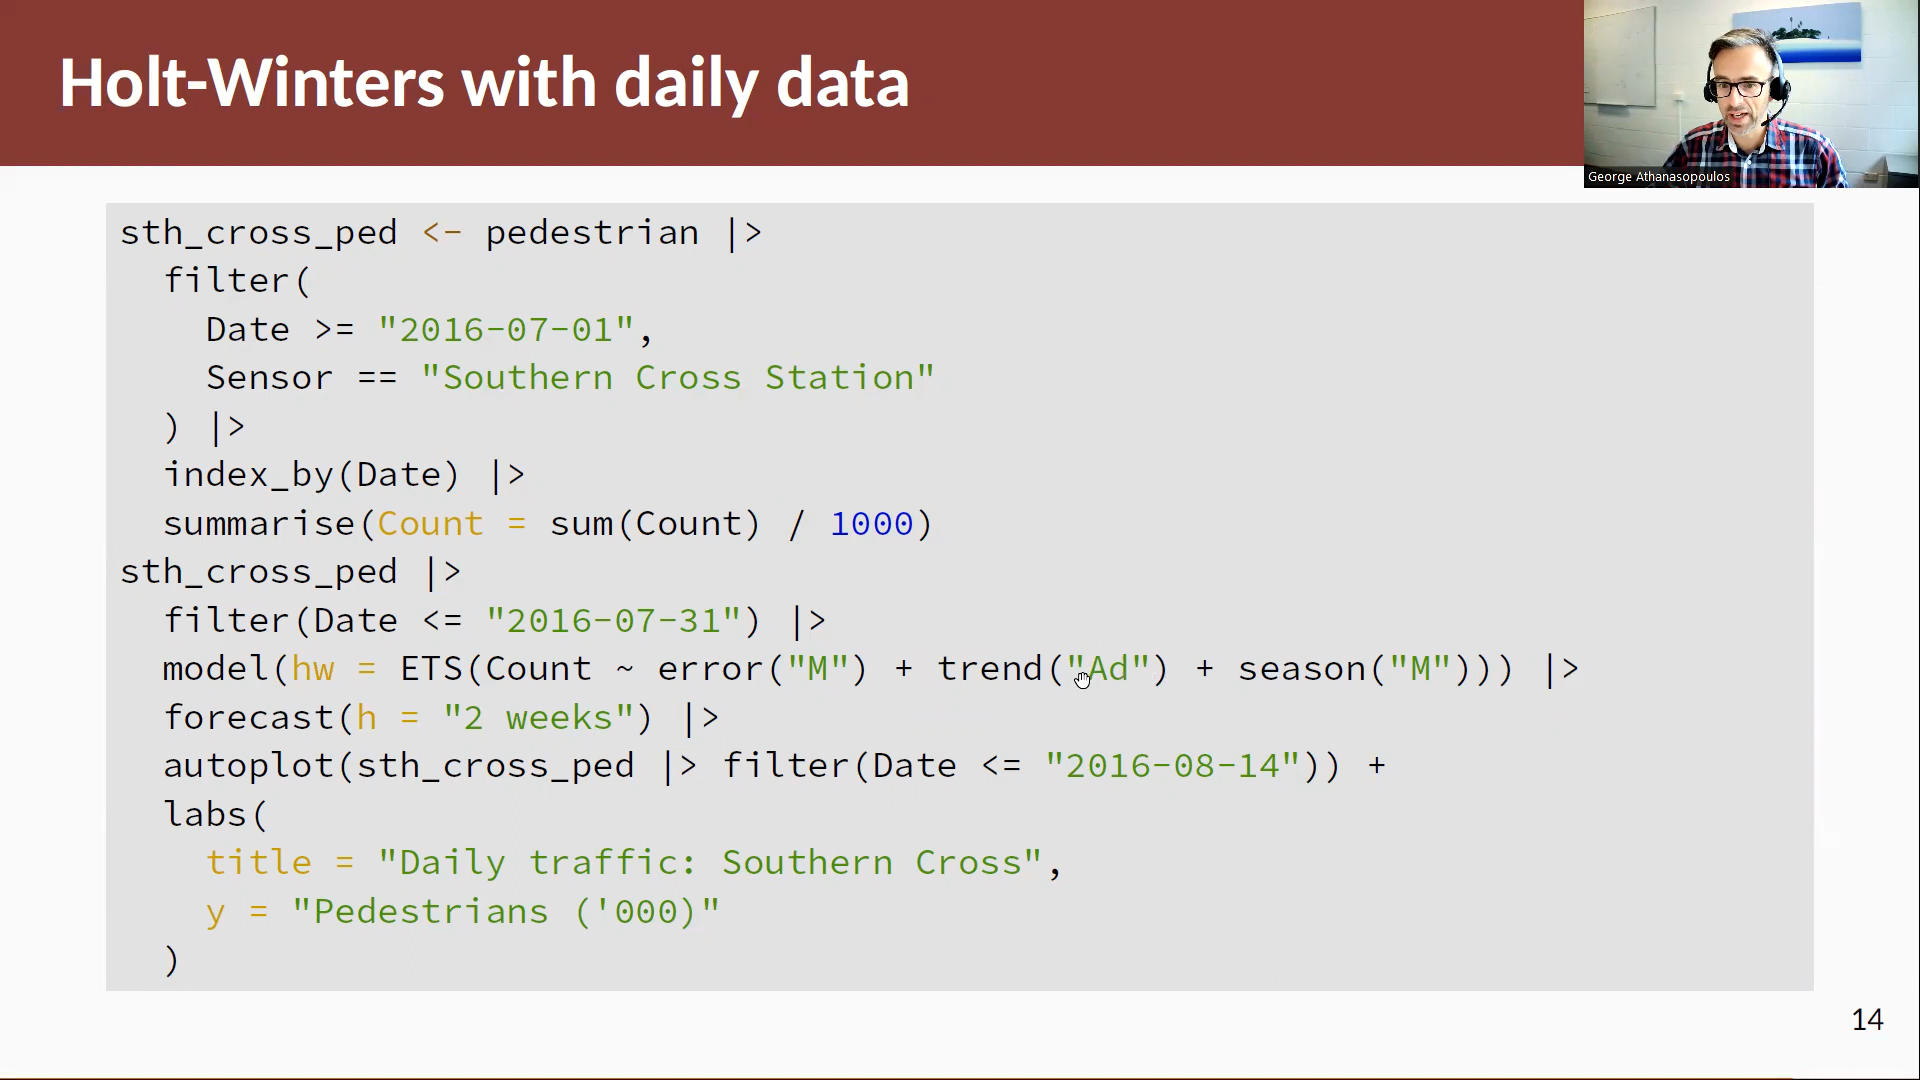 Holt-Winters with daily data
George Athanasopoulos
sth_cross_ped <- pedestrian |>
  filter(
    Date >= "2016-07-01",
    Sensor == "Southern Cross Station"
  ) |>
  index_by(Date) |>
  summarise(Count = sum(Count) / 1000)
sth_cross_ped |>
  filter(Date <= "2016-07-31") |>
  model(hw = ETS(Count ~ error("M") + trend("Ad") + season("M"))) |>
  forecast(h = "2 weeks") |>
  autoplot(sth_cross_ped |> filter(Date <= "2016-08-14")) +
  labs(
    title = "Daily traffic: Southern Cross",
    y = "Pedestrians ('000)"
  )
14